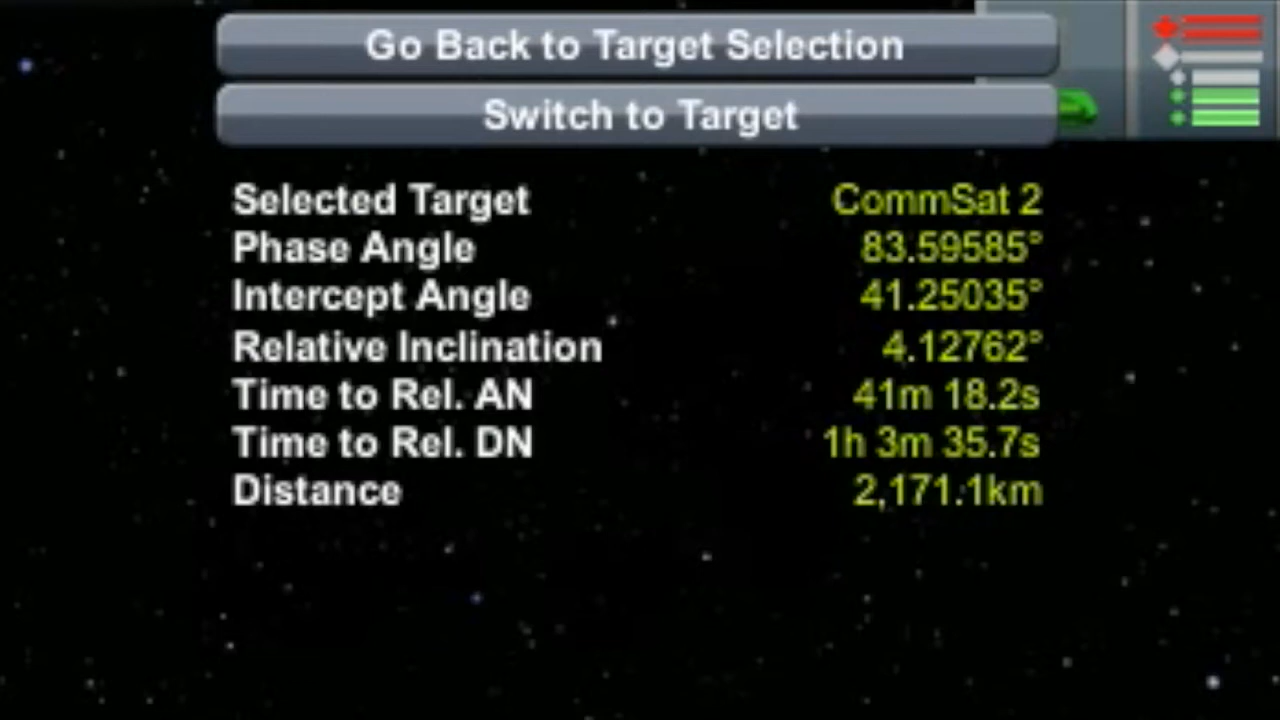 Go Back to Target Selection
Switch to Target
Selected Target CommSat 2
Phase Angle 83.59585°
Intercept Angle 41.25035°
Relative Inclination 4.12762°
Time to Rel. AN 41m 18.2s
Time to Rel. DN 1h 3m 35.7s
Distance 2,171.1km